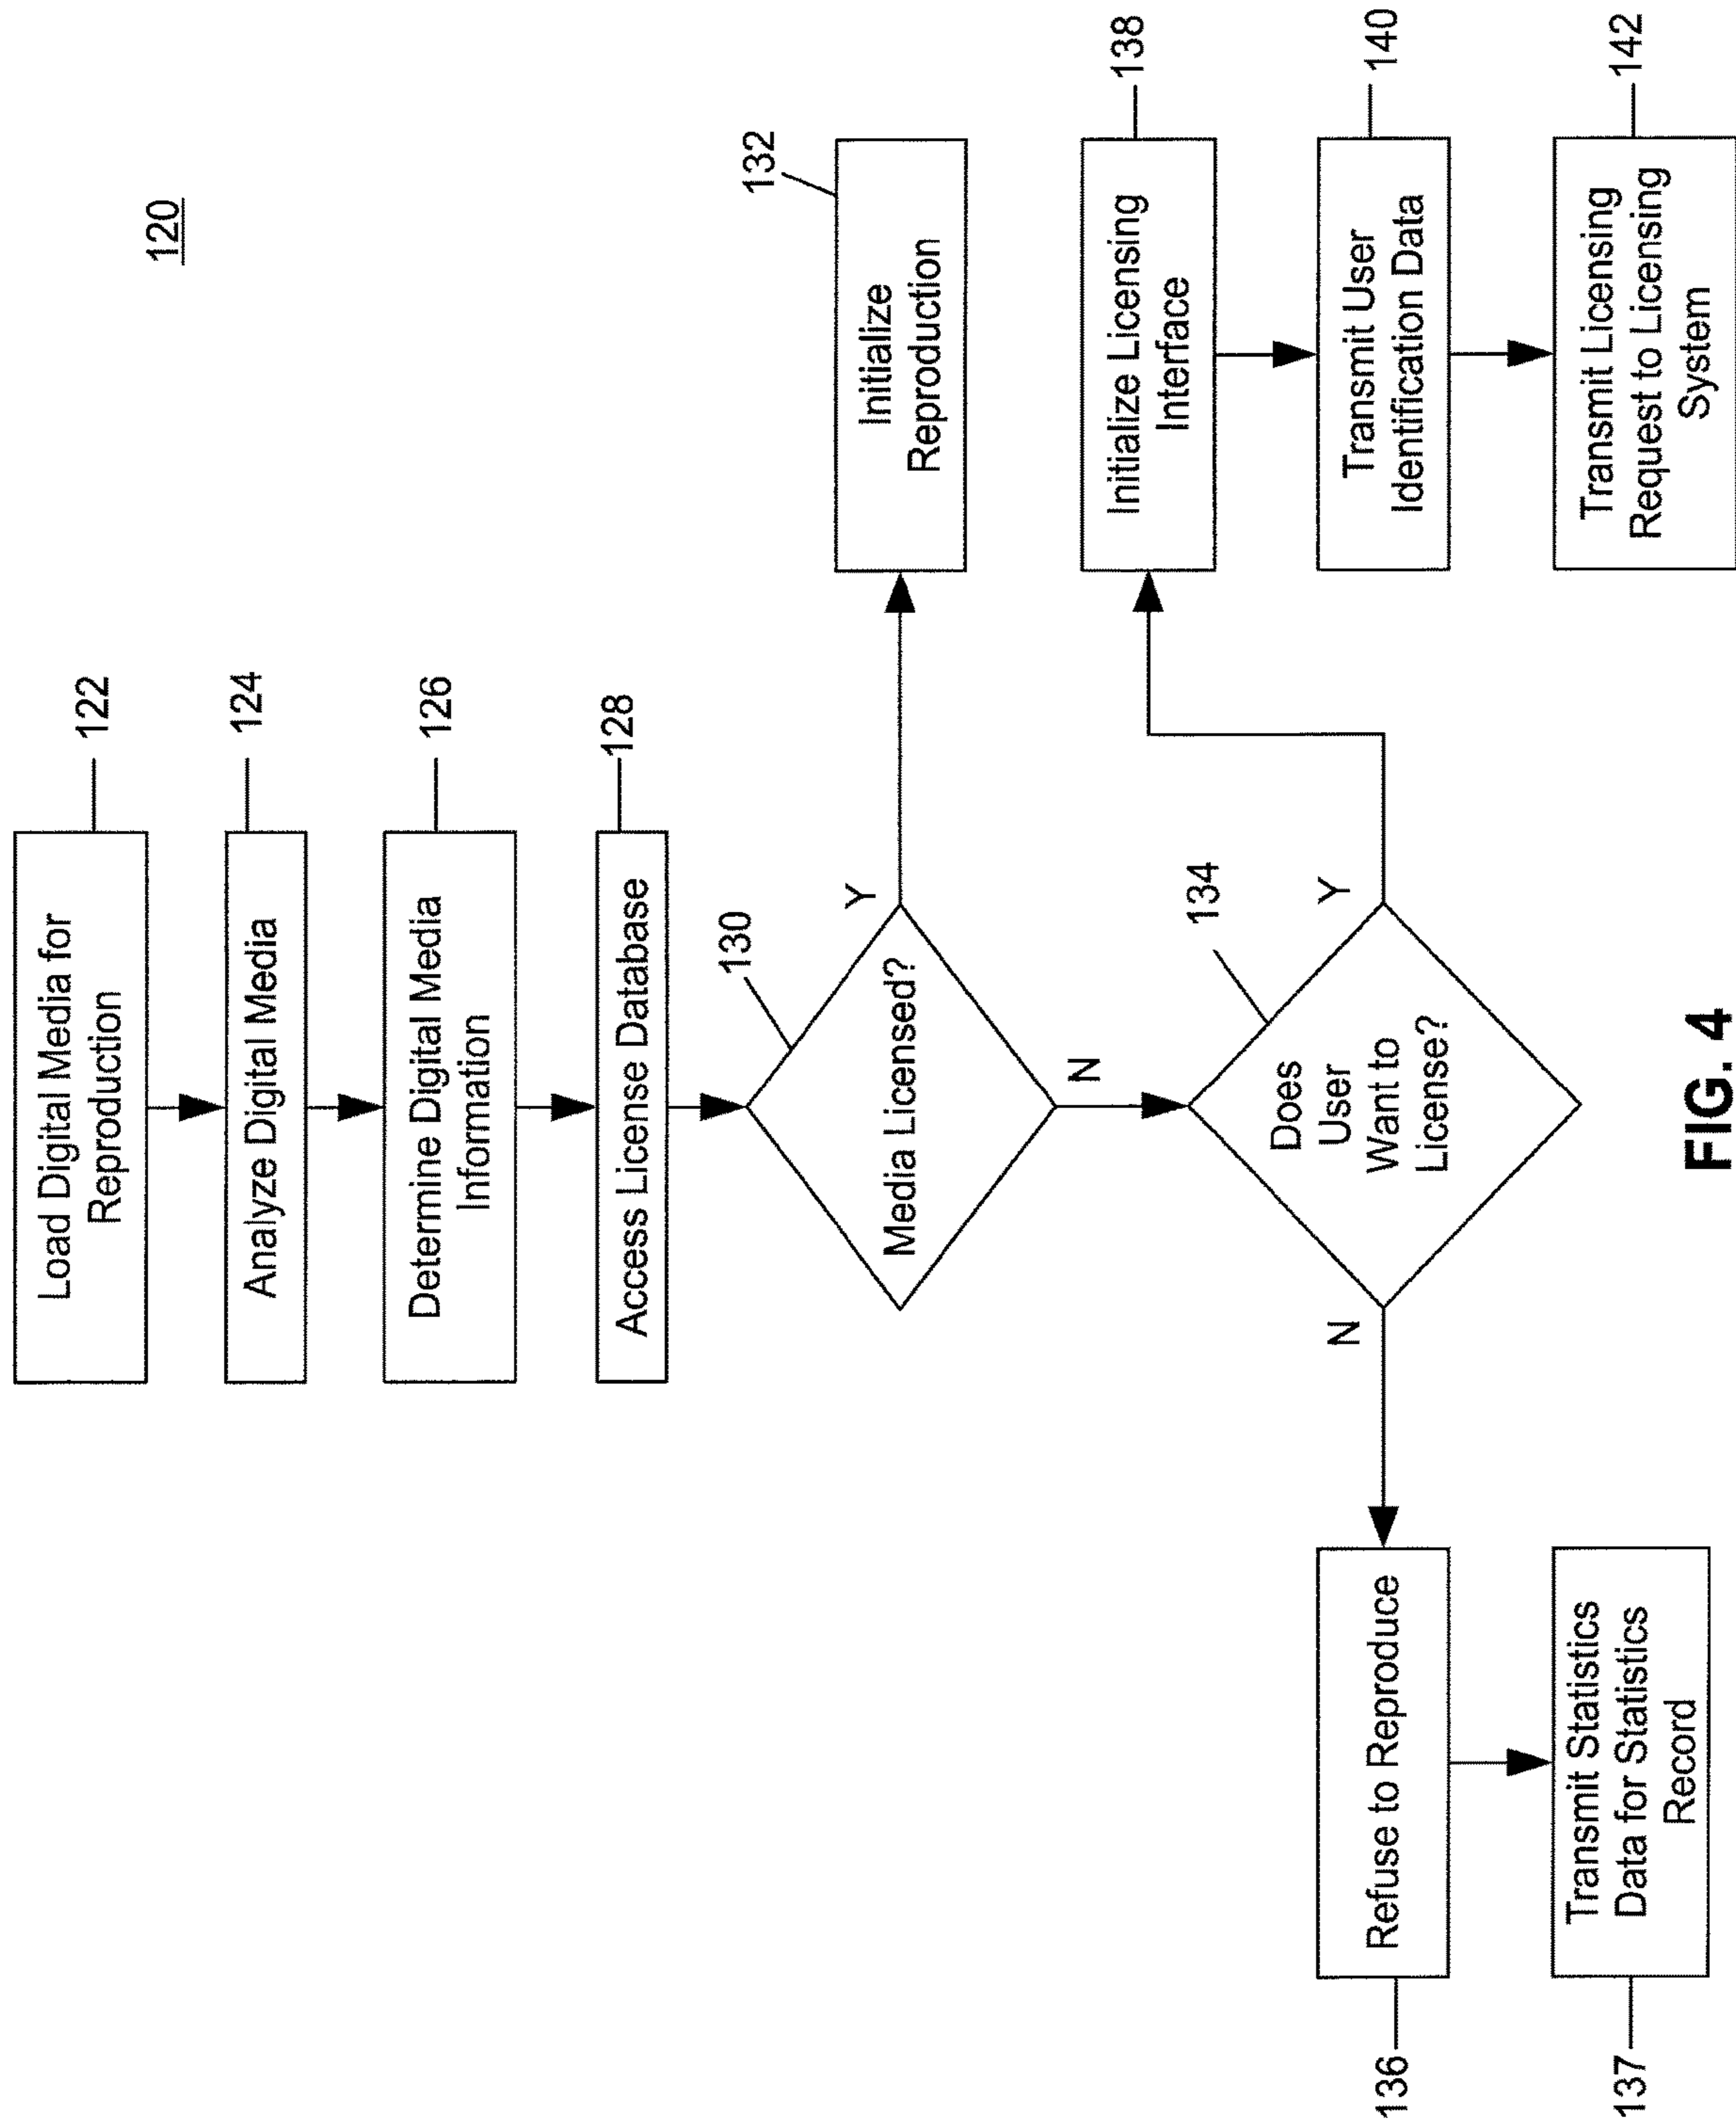 120
Load Digital Media for
Reproduction
122
Analyze Digital Media
124
Determine Digital Media
Information
126
Access License Database
128
Media Licensed?
130
Y
N
Initialize
Reproduction
132
Does
User
Want to
License?
134
Y
N
Initialize Licensing
Interface
138
Transmit User
Identification Data
140
Transmit Licensing
Request to Licensing
System
142
Refuse to Reproduce
136
Transmit Statistics
Data for Statistics
Record
137
FIG. 4